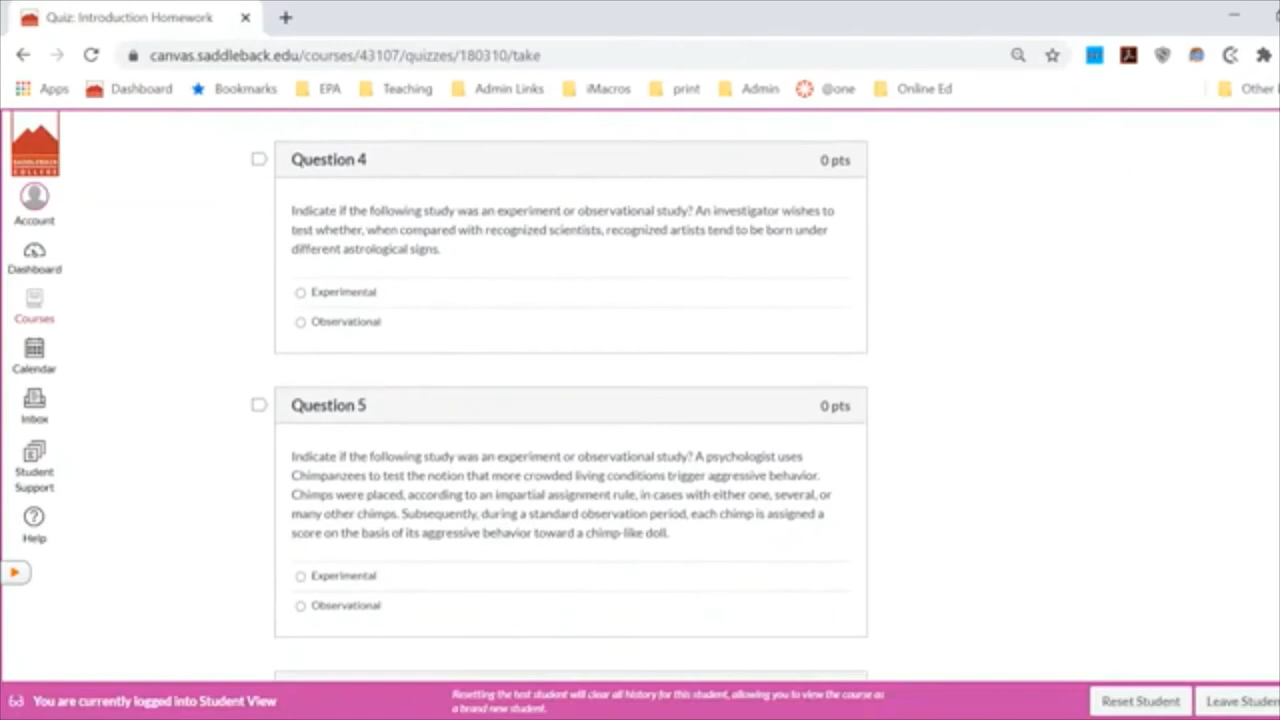 Quiz: Introduction Homework
canvas.saddleback.edu/courses/43107/quizzes/180310/take
Apps Dashboard Bookmarks EPA Teaching Admin Links iMacros print Admin @one Online Ed Other
SADDLEBACK
COLLEGE
Account
Dashboard
Courses
Calendar
Inbox
Student
Support
Help
Question 4 0 pts
Indicate if the following study was an experiment or observational study? An investigator wishes to
test whether, when compared with recognized scientists, recognized artists tend to be born under
different astrological signs.
Experimental
Observational
Question 5 0 pts
Indicate if the following study was an experiment or observational study? A psychologist uses
Chimpanzees to test the notion that more crowded living conditions trigger aggressive behavior.
Chimps were placed, according to an impartial assignment rule, in cases with either one, several, or
many other chimps. Subsequently, during a standard observation period, each chimp is assigned a
score on the basis of its aggressive behavior toward a chimp-like doll.
Experimental
Observational
You are currently logged into Student View
Resetting the test student will clear all history for this student, allowing you to view the course as
a brand new student.
Reset Student
Leave Studen